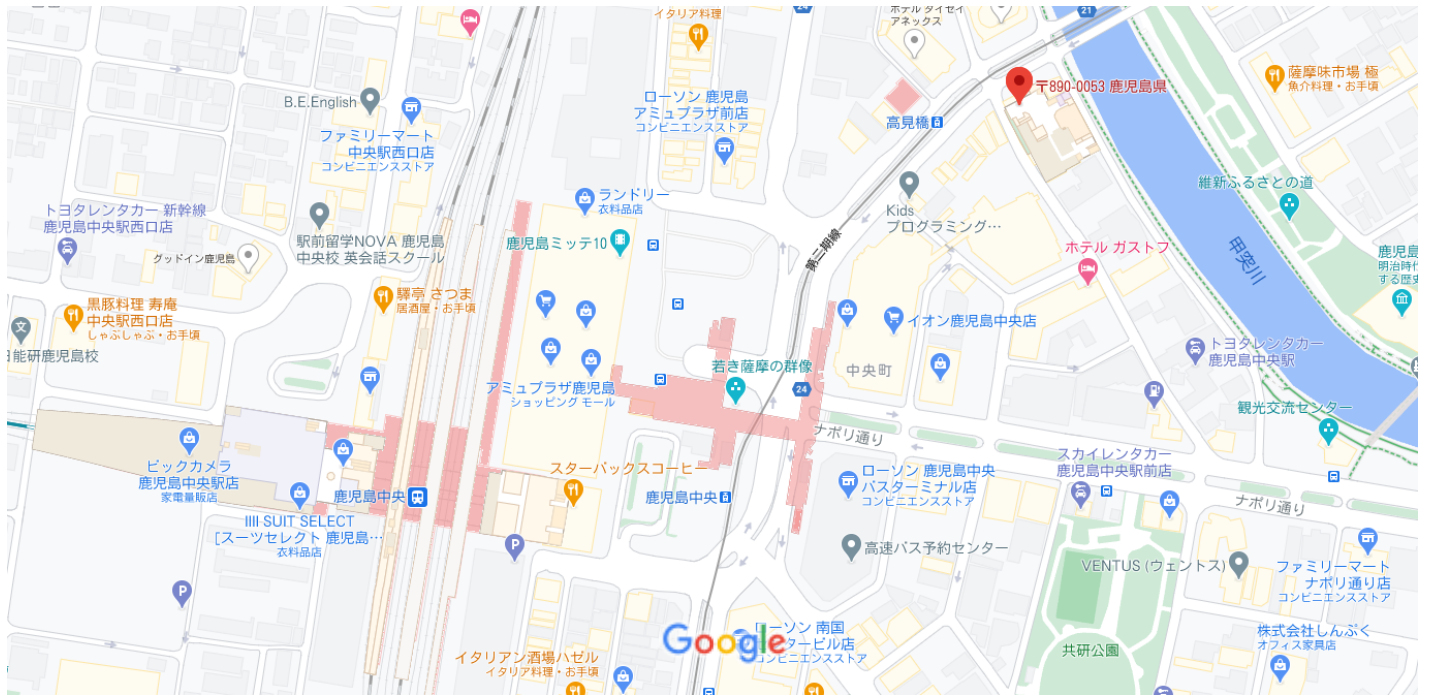 イタリア料理
24
ホテル タイセイ
アネックス
21
薩摩味市場 極
魚介料理・お手頃
〒890-0053 鹿児島県
B.E.English
ファミリーマート
中央駅西口店
コンビニエンスストア
ローソン 鹿児島
アミュプラザ前店
コンビニエンスストア
高見橋
維新ふるさとの道
ランドリー
衣料品店
トヨタレンタカー 新幹線
鹿児島中央駅西口店
駅前留学NOVA 鹿児島
中央校 英会話スクール
グッドイン鹿児島
鹿児島ミッテ10
第二期線
Kids
プログラミング…
ホテル ガストフ
甲突川
鹿児島
明治時代
する歴史
黒豚料理 寿庵
中央駅西口店
しゃぶしゃぶ・お手頃
驛亭 さつま
居酒屋・お手頃
文
日能研鹿児島校
イオン鹿児島中央店
トヨタレンタカー
鹿児島中央駅
中央町
若き薩摩の群像
24
アミュプラザ鹿児島
ショッピング モール
観光交流センター
ナポリ通り
ビックカメラ
鹿児島中央駅店
家電量販店
スターバックスコーヒー
スカイレンタカー
鹿児島中央駅前店
ローソン 鹿児島中央
バスターミナル店
コンビニエンスストア
鹿児島中央
鹿児島中央
ナポリ通り
IIII SUIT SELECT
[スーツセレクト 鹿児島…
衣料品店
P
高速バス予約センター
VENTUS (ウェントス)
ファミリーマート
ナポリ通り店
コンビニエンスストア
P
Google
ローソン 南国
タービル店
コンビニエンスストア
株式会社しんぷく
オフィス家具店
共研公園
イタリアン酒場ハゼル
イタリア料理・お手頃